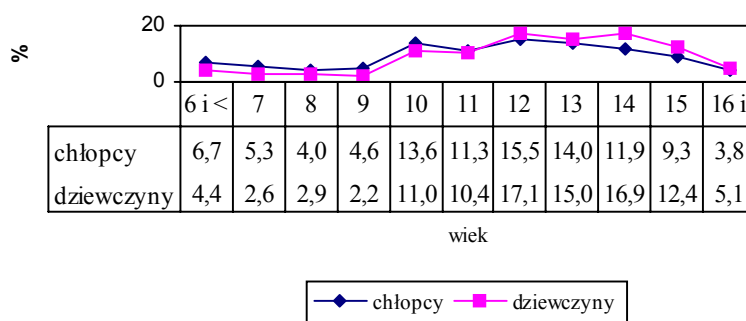 20
%
0
6 i < 7 8 9 10 11 12 13 14 15 16 i
chłopcy 6,7 5,3 4,0 4,6 13,6 11,3 15,5 14,0 11,9 9,3 3,8
dziewczyny 4,4 2,6 2,9 2,2 11,0 10,4 17,1 15,0 16,9 12,4 5,1
wiek
chłopcy dziewczyny